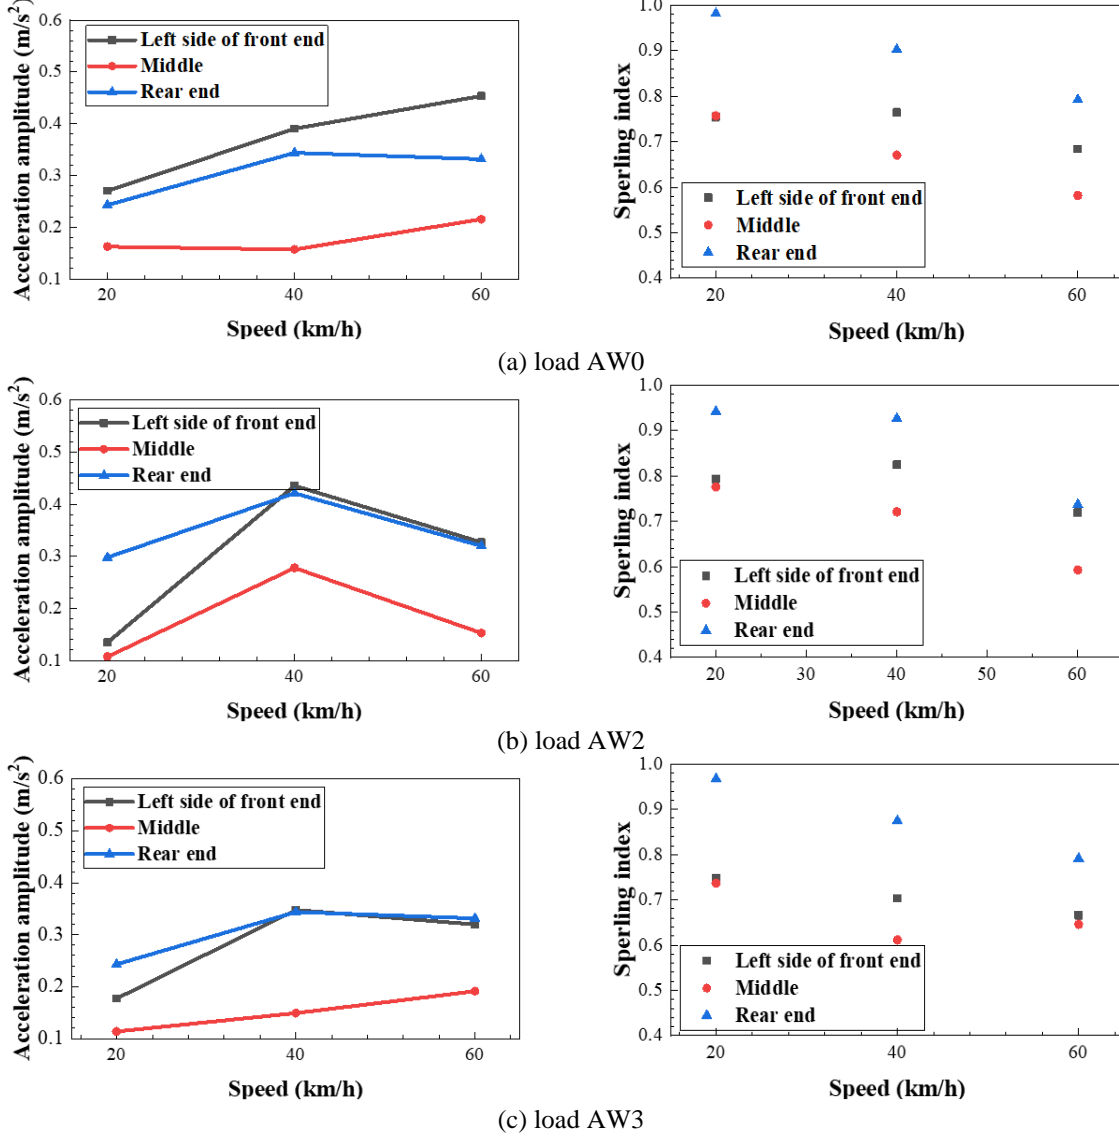 Acceleration amplitude (m/s²)
0.6
0.5
0.4
0.3
0.2
0.1
Left side of front end
Middle
Rear end
20
40
60
Speed (km/h)
Sperling index
1.0
0.9
0.8
0.7
0.6
0.5
0.4
Left side of front end
Middle
Rear end
20
40
60
Speed (km/h)
(a) load AW0
Acceleration amplitude (m/s²)
0.6
0.5
0.4
0.3
0.2
0.1
Left side of front end
Middle
Rear end
20
40
60
Speed (km/h)
Sperling index
1.0
0.9
0.8
0.7
0.6
0.5
0.4
Left side of front end
Middle
Rear end
20
30
40
50
60
Speed (km/h)
(b) load AW2
Acceleration amplitude (m/s²)
0.6
0.5
0.4
0.3
0.2
0.1
Left side of front end
Middle
Rear end
20
40
60
Speed (km/h)
Sperling index
1.0
0.9
0.8
0.7
0.6
0.5
0.4
Left side of front end
Middle
Rear end
20
40
60
Speed (km/h)
(c) load AW3